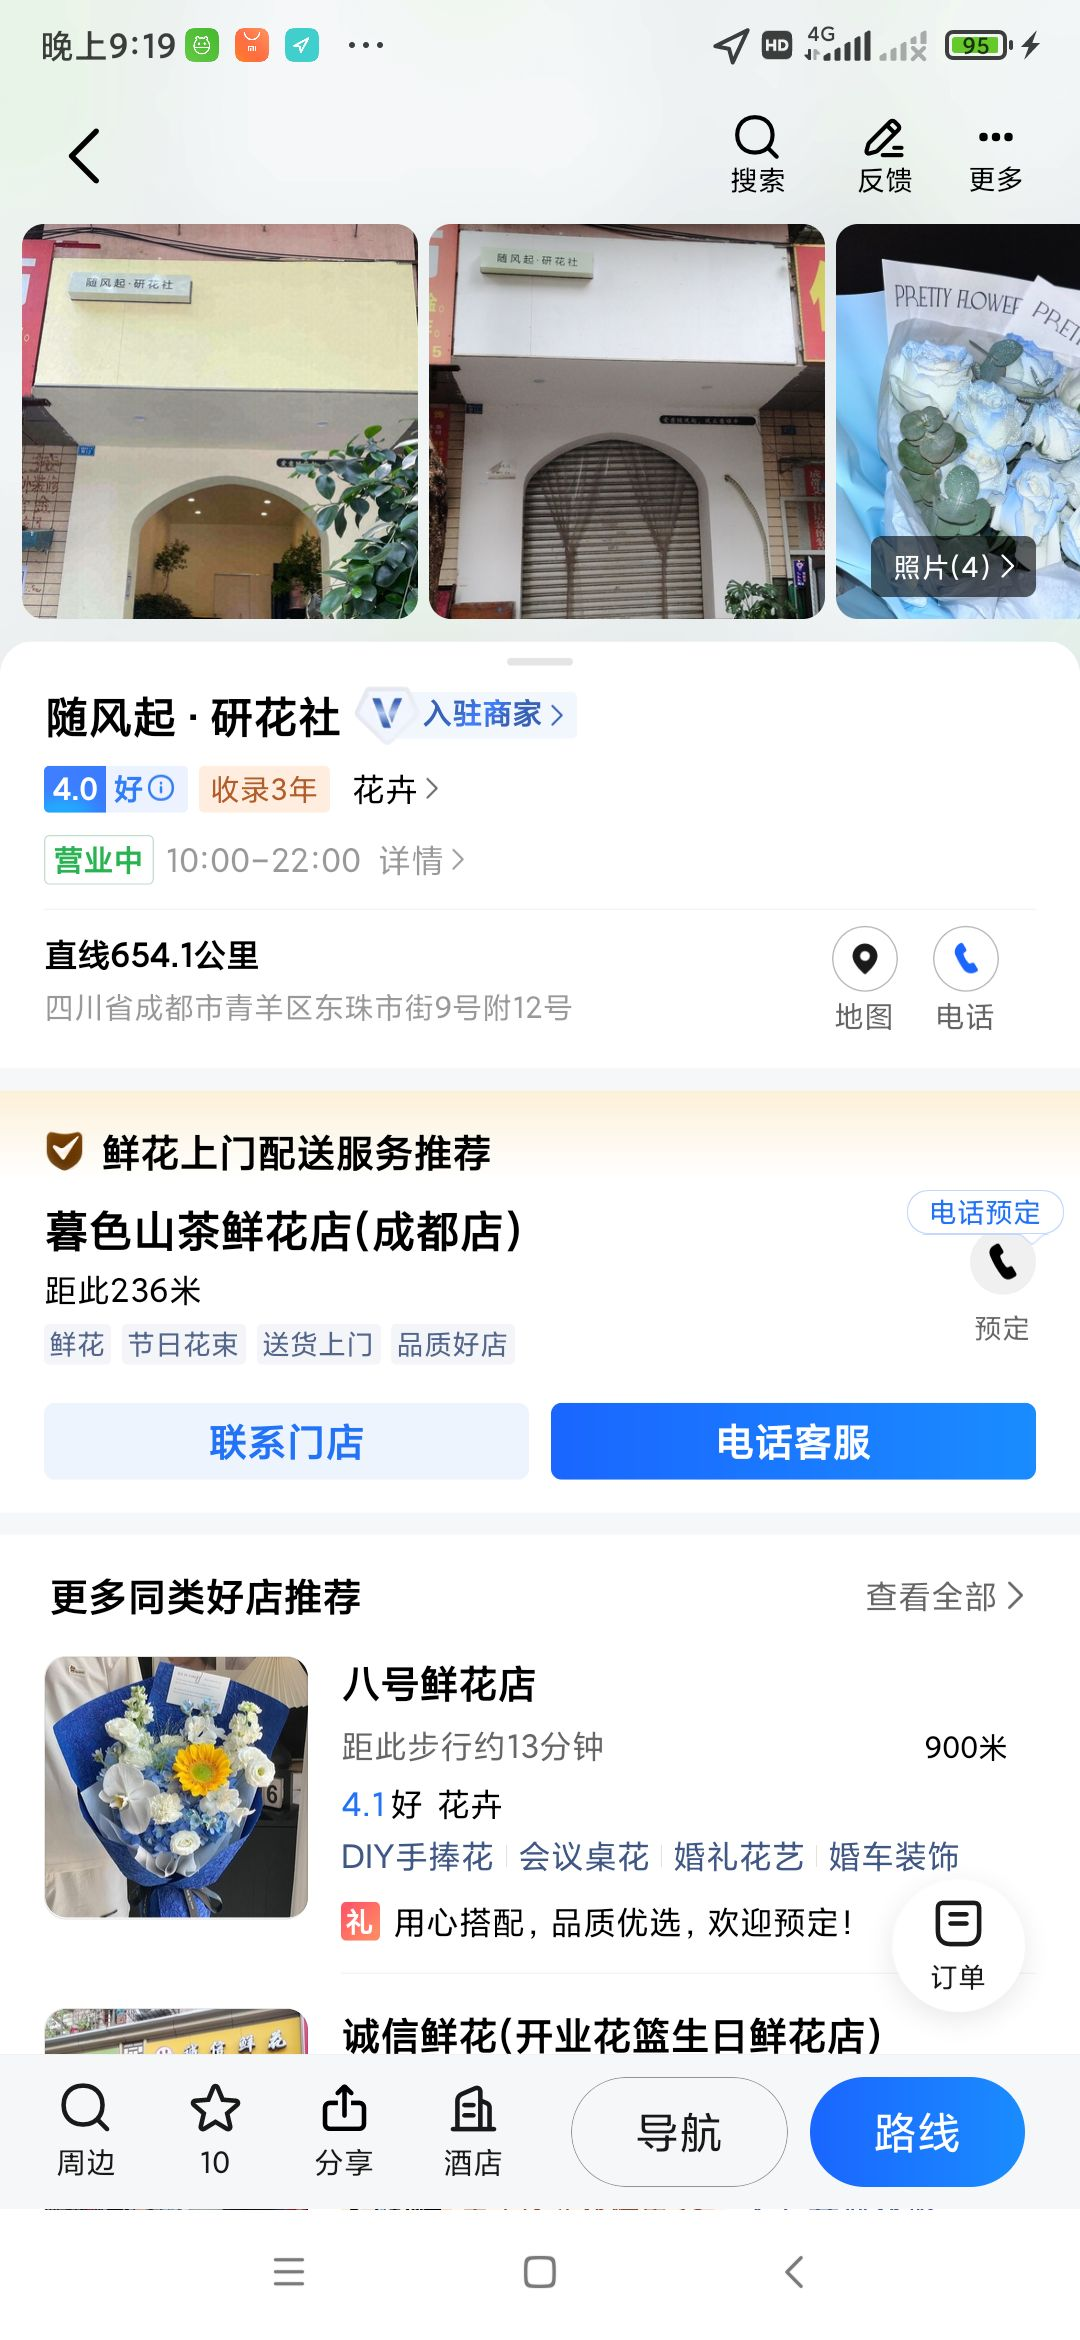 晚上9:19
HD
4G
95
搜索
反馈
更多
随风起·研花社
随风起·研花社
PRETTY FLOWER
照片(4)
随风起·研花社
入驻商家
4.0 好
收录3年
花卉
营业中
10:00-22:00
详情
直线654.1公里
四川省成都市青羊区东珠市街9号附12号
地图
电话
鲜花上门配送服务推荐
暮色山茶鲜花店(成都店)
电话预定
距此236米
预定
鲜花
节日花束
送货上门
品质好店
联系门店
电话客服
更多同类好店推荐
查看全部
八号鲜花店
距此步行约13分钟
900米
4.1好 花卉
DIY手捧花
会议桌花
婚礼花艺
婚车装饰
礼 用心搭配,品质优选,欢迎预定!
订单
诚信鲜花(开业花篮生日鲜花店)
周边
10
分享
酒店
导航
路线